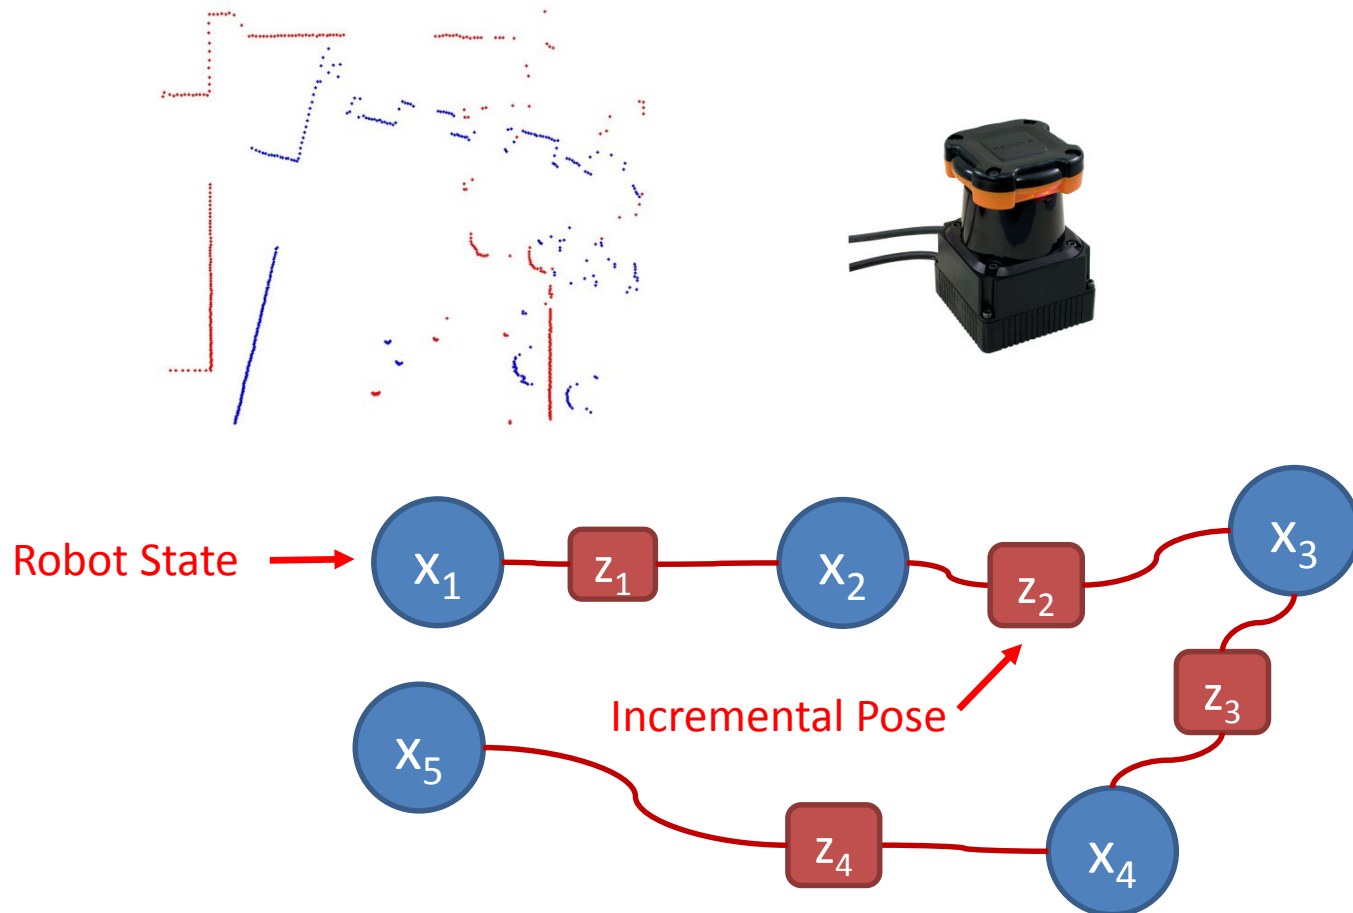 Robot State
x1
z1
x2
z2
x3
Incremental Pose
z3
x5
z4
x4